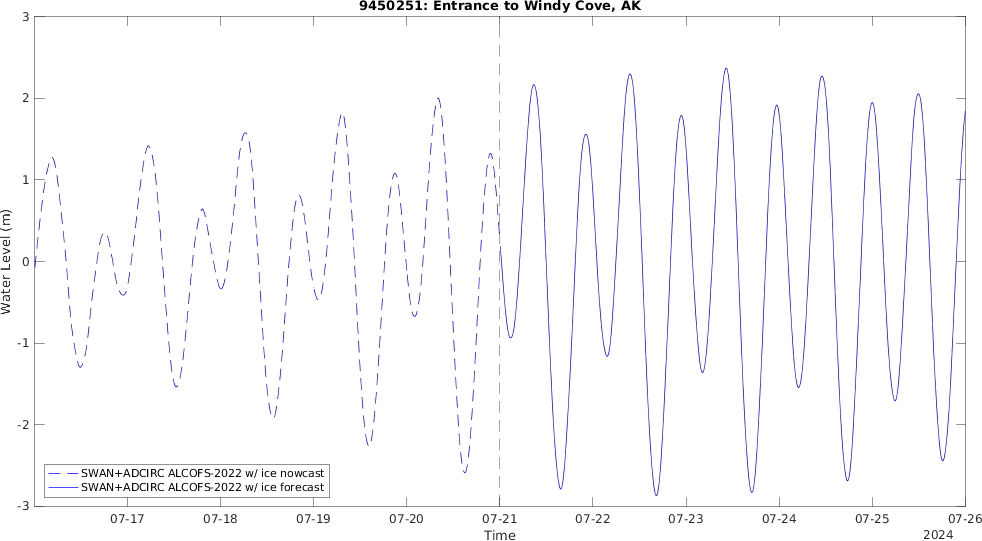 9450251: Entrance to Windy Cove, AK
3
2
1
0
-1
-2
-3
Water Level (m)
SWAN+ADCIRC ALCOFS-2022 w/ ice nowcast
SWAN+ADCIRC ALCOFS-2022 w/ ice forecast
07-17 07-18 07-19 07-20 07-21 07-22 07-23 07-24 07-25 07-26
Time
2024